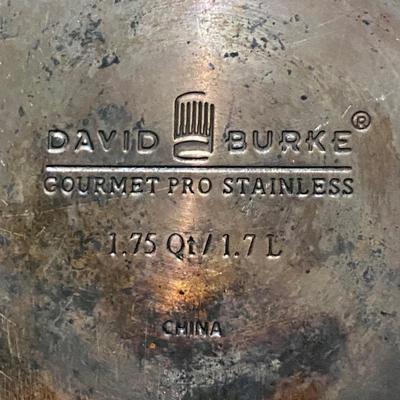 DAVID BURKE®
GOURMET PRO STAINLESS
1.75 Qt / 1.7 L
CHINA